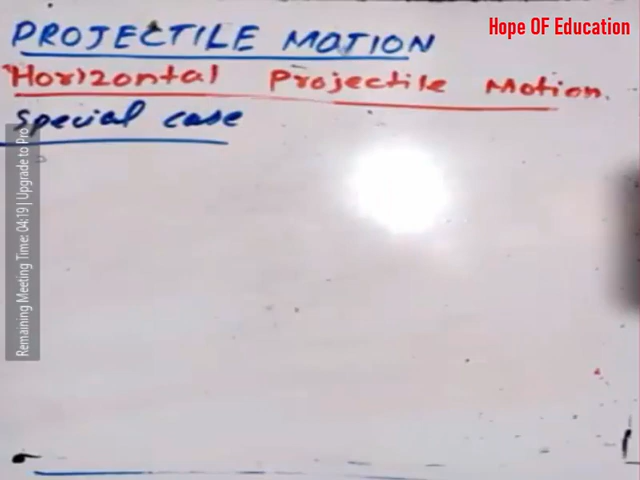 Hope OF Education
PROJECTILE MOTION
Horizontal Projectile Motion.
Special case
Remaining Meeting Time: 04:19 | Upgrade to Pro